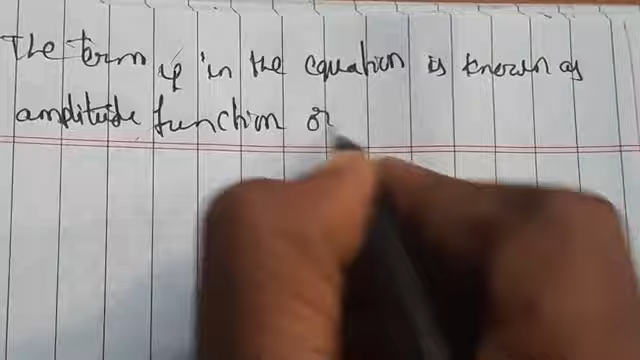 The term ψ in the equation is known as
amplitude function or